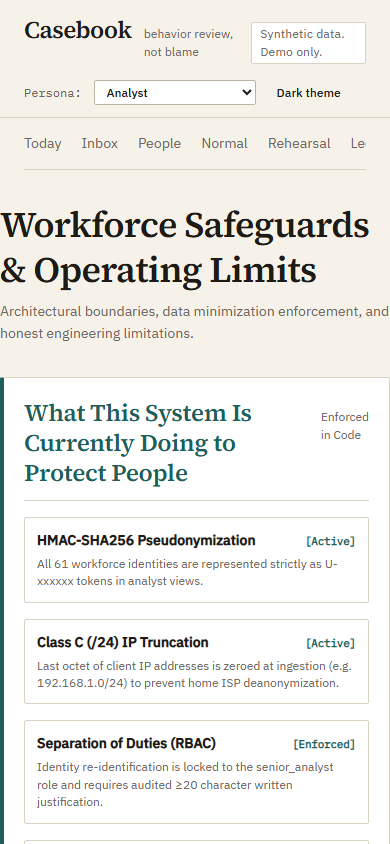 Casebook
behavior review,
not blame
Synthetic data.
Demo only.
Persona:
Analyst
Dark theme
Today Inbox People Normal Rehearsal Le
Workforce Safeguards
& Operating Limits
Architectural boundaries, data minimization enforcement, and
honest engineering limitations.
What This System Is
Currently Doing to
Protect People
Enforced
in Code
HMAC-SHA256 Pseudonymization
[Active]
All 61 workforce identities are represented strictly as U-
xxxxxx tokens in analyst views.
Class C (/24) IP Truncation
[Active]
Last octet of client IP addresses is zeroed at ingestion (e.g.
192.168.1.0/24) to prevent home ISP deanonymization.
Separation of Duties (RBAC)
[Enforced]
Identity re-identification is locked to the senior_analyst
role and requires audited ≥20 character written
justification.